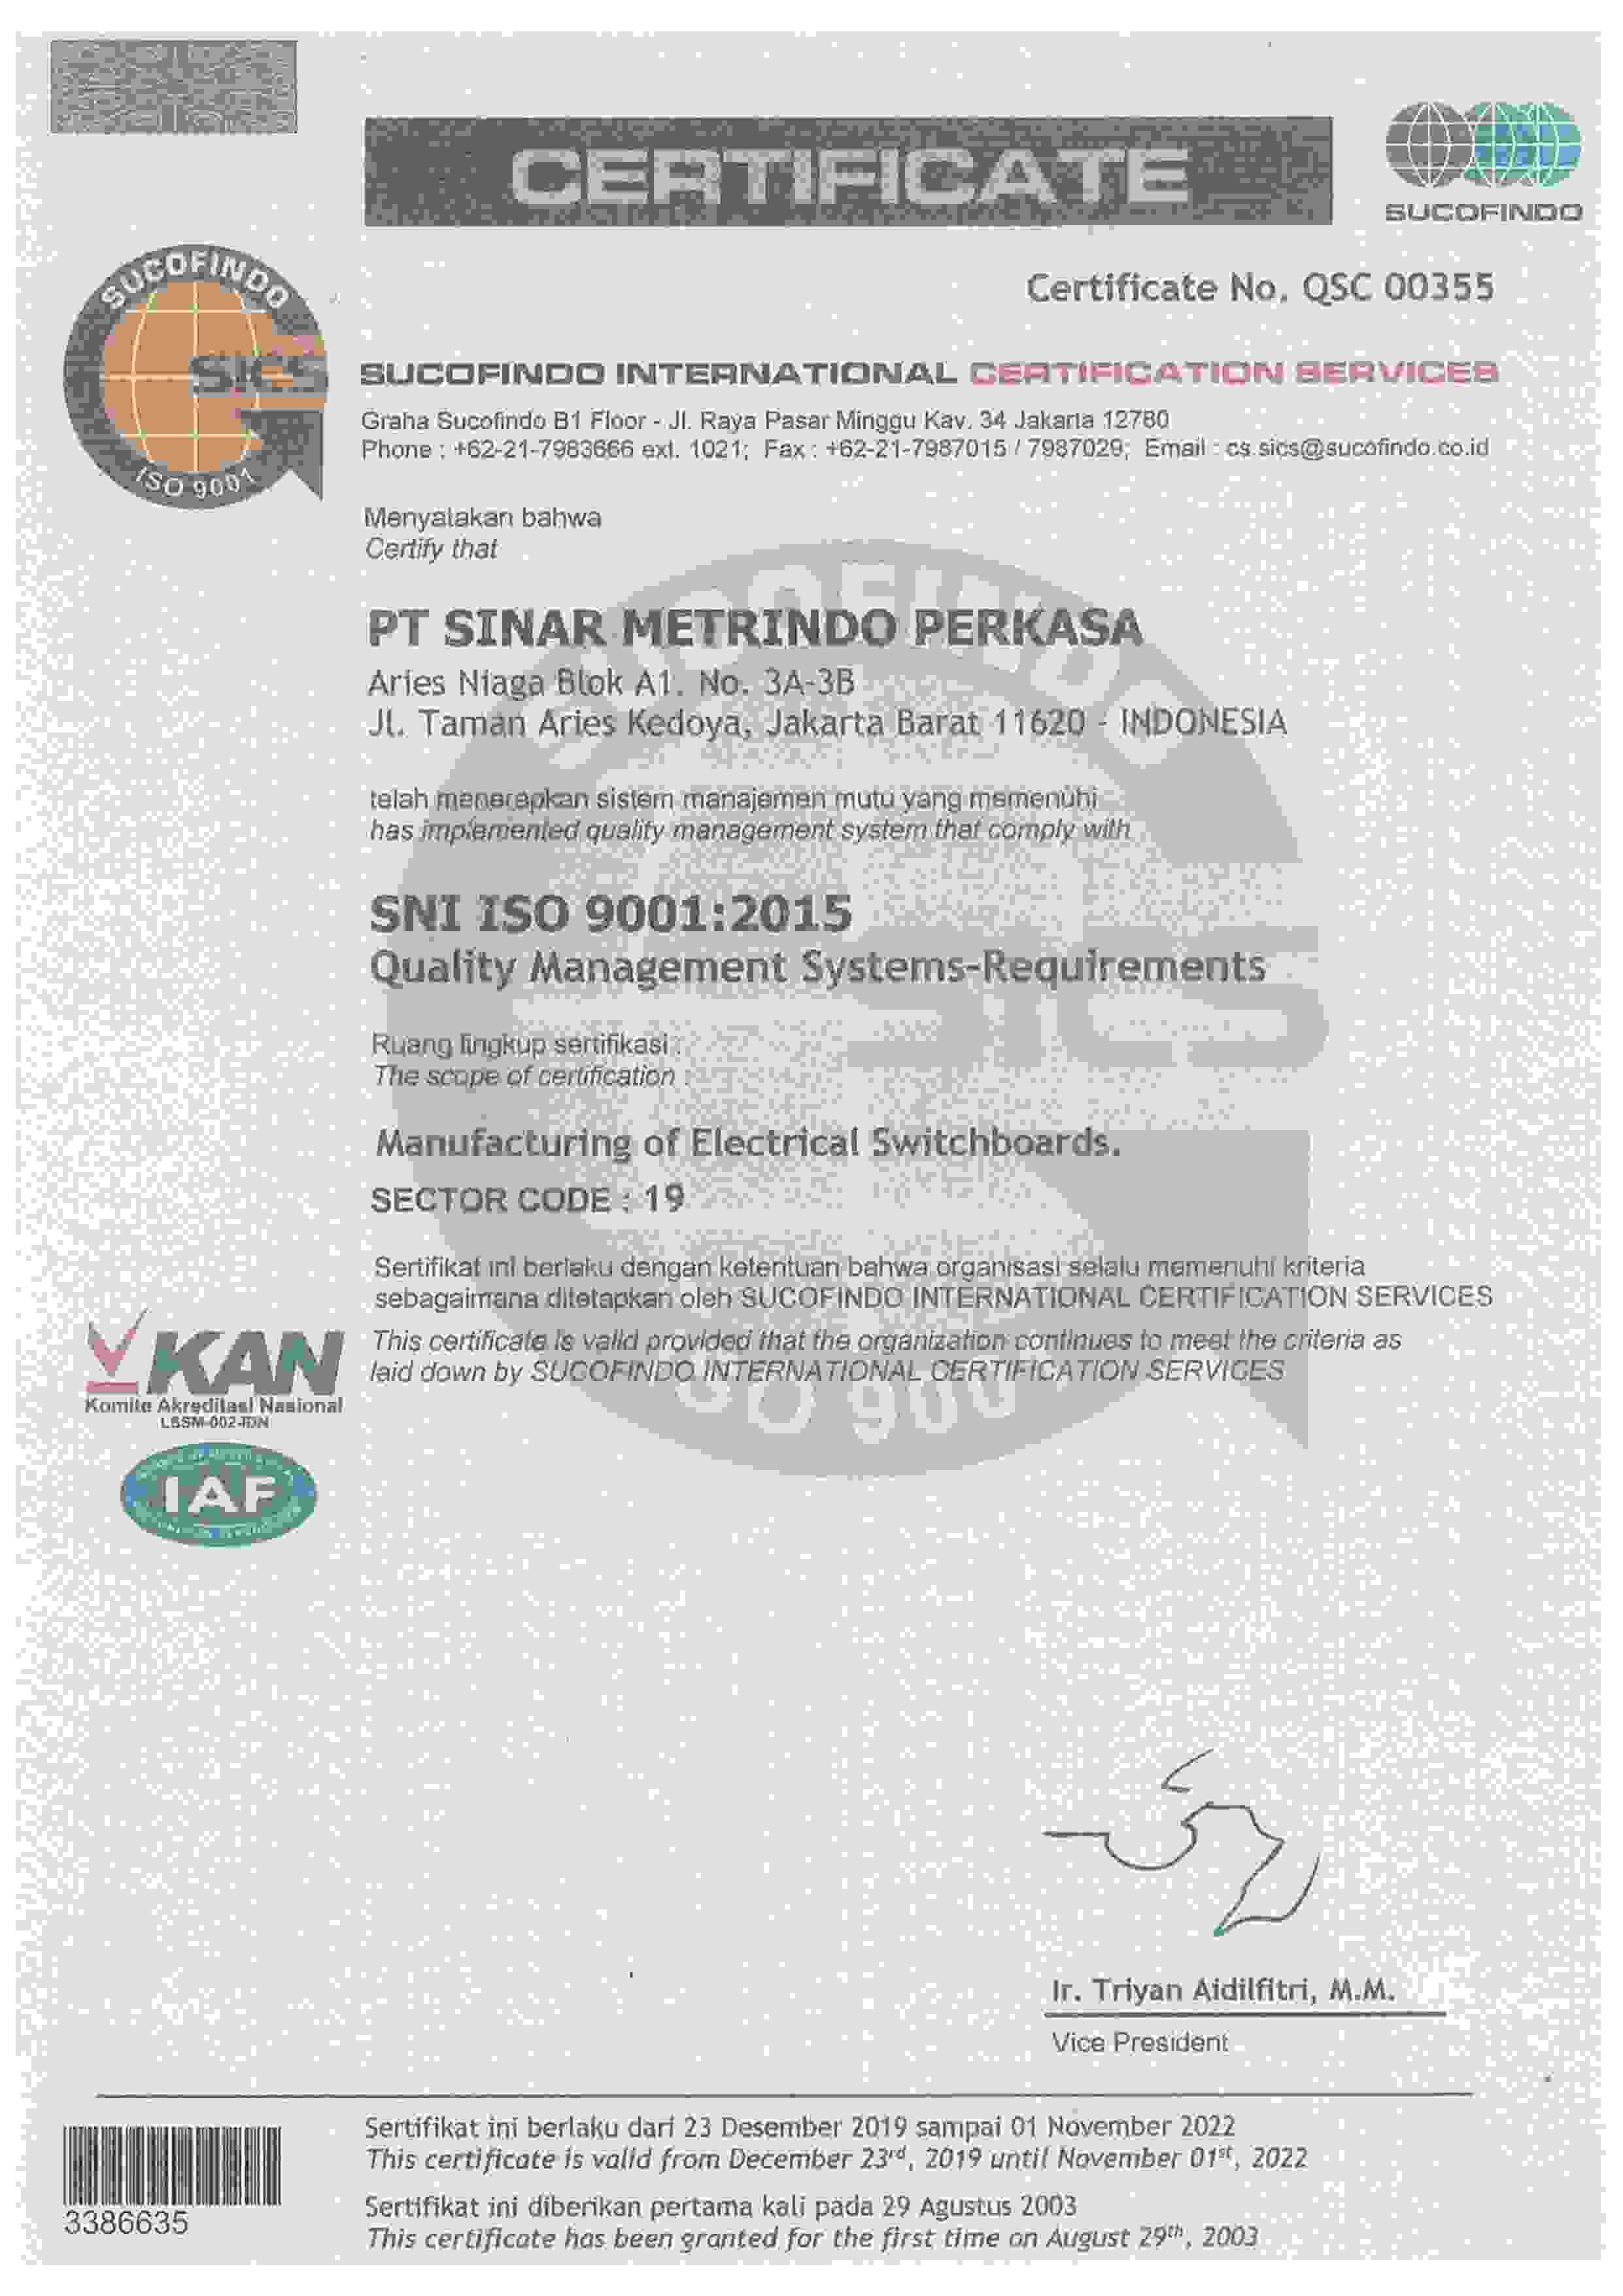 CERTIFICATE
SUCOFINDO
Certificate No. QSC 00355
SUCOFINDO
SICS
ISO 9001
SUCOFINDO INTERNATIONAL CERTIFICATION SERVICES
Graha Sucofindo B1 Floor - Jl. Raya Pasar Minggu Kav. 34 Jakarta 12780
Phone : +62-21-7983666 ext. 1021; Fax : +62-21-7987015 / 7987029; Email : cs.sics@sucofindo.co.id
Menyatakan bahwa
Certify that
PT SINAR METRINDO PERKASA
Aries Niaga Blok A1. No. 3A-3B
Jl. Taman Aries Kedoya, Jakarta Barat 11620 - INDONESIA
telah menerapkan sistem manajemen mutu yang memenuhi
has implemented quality management system that comply with
SNI ISO 9001:2015
Quality Management Systems-Requirements
Ruang lingkup sertifikasi :
The scope of certification :
Manufacturing of Electrical Switchboards.
SECTOR CODE : 19
Sertifikat ini berlaku dengan ketentuan bahwa organisasi selalu memenuhi kriteria
sebagaimana ditetapkan oleh SUCOFINDO INTERNATIONAL CERTIFICATION SERVICES
This certificate is valid provided that the organization continues to meet the criteria as
laid down by SUCOFINDO INTERNATIONAL CERTIFICATION SERVICES
KAN
Komite Akreditasi Nasional
LSSM-002-IDN
IAF
Ir. Triyan Aidilfitri, M.M.
Vice President
Sertifikat ini berlaku dari 23 Desember 2019 sampai 01 November 2022
This certificate is valid from December 23rd, 2019 until November 01st, 2022
Sertifikat ini diberikan pertama kali pada 29 Agustus 2003
This certificate has been granted for the first time on August 29th, 2003
3386635